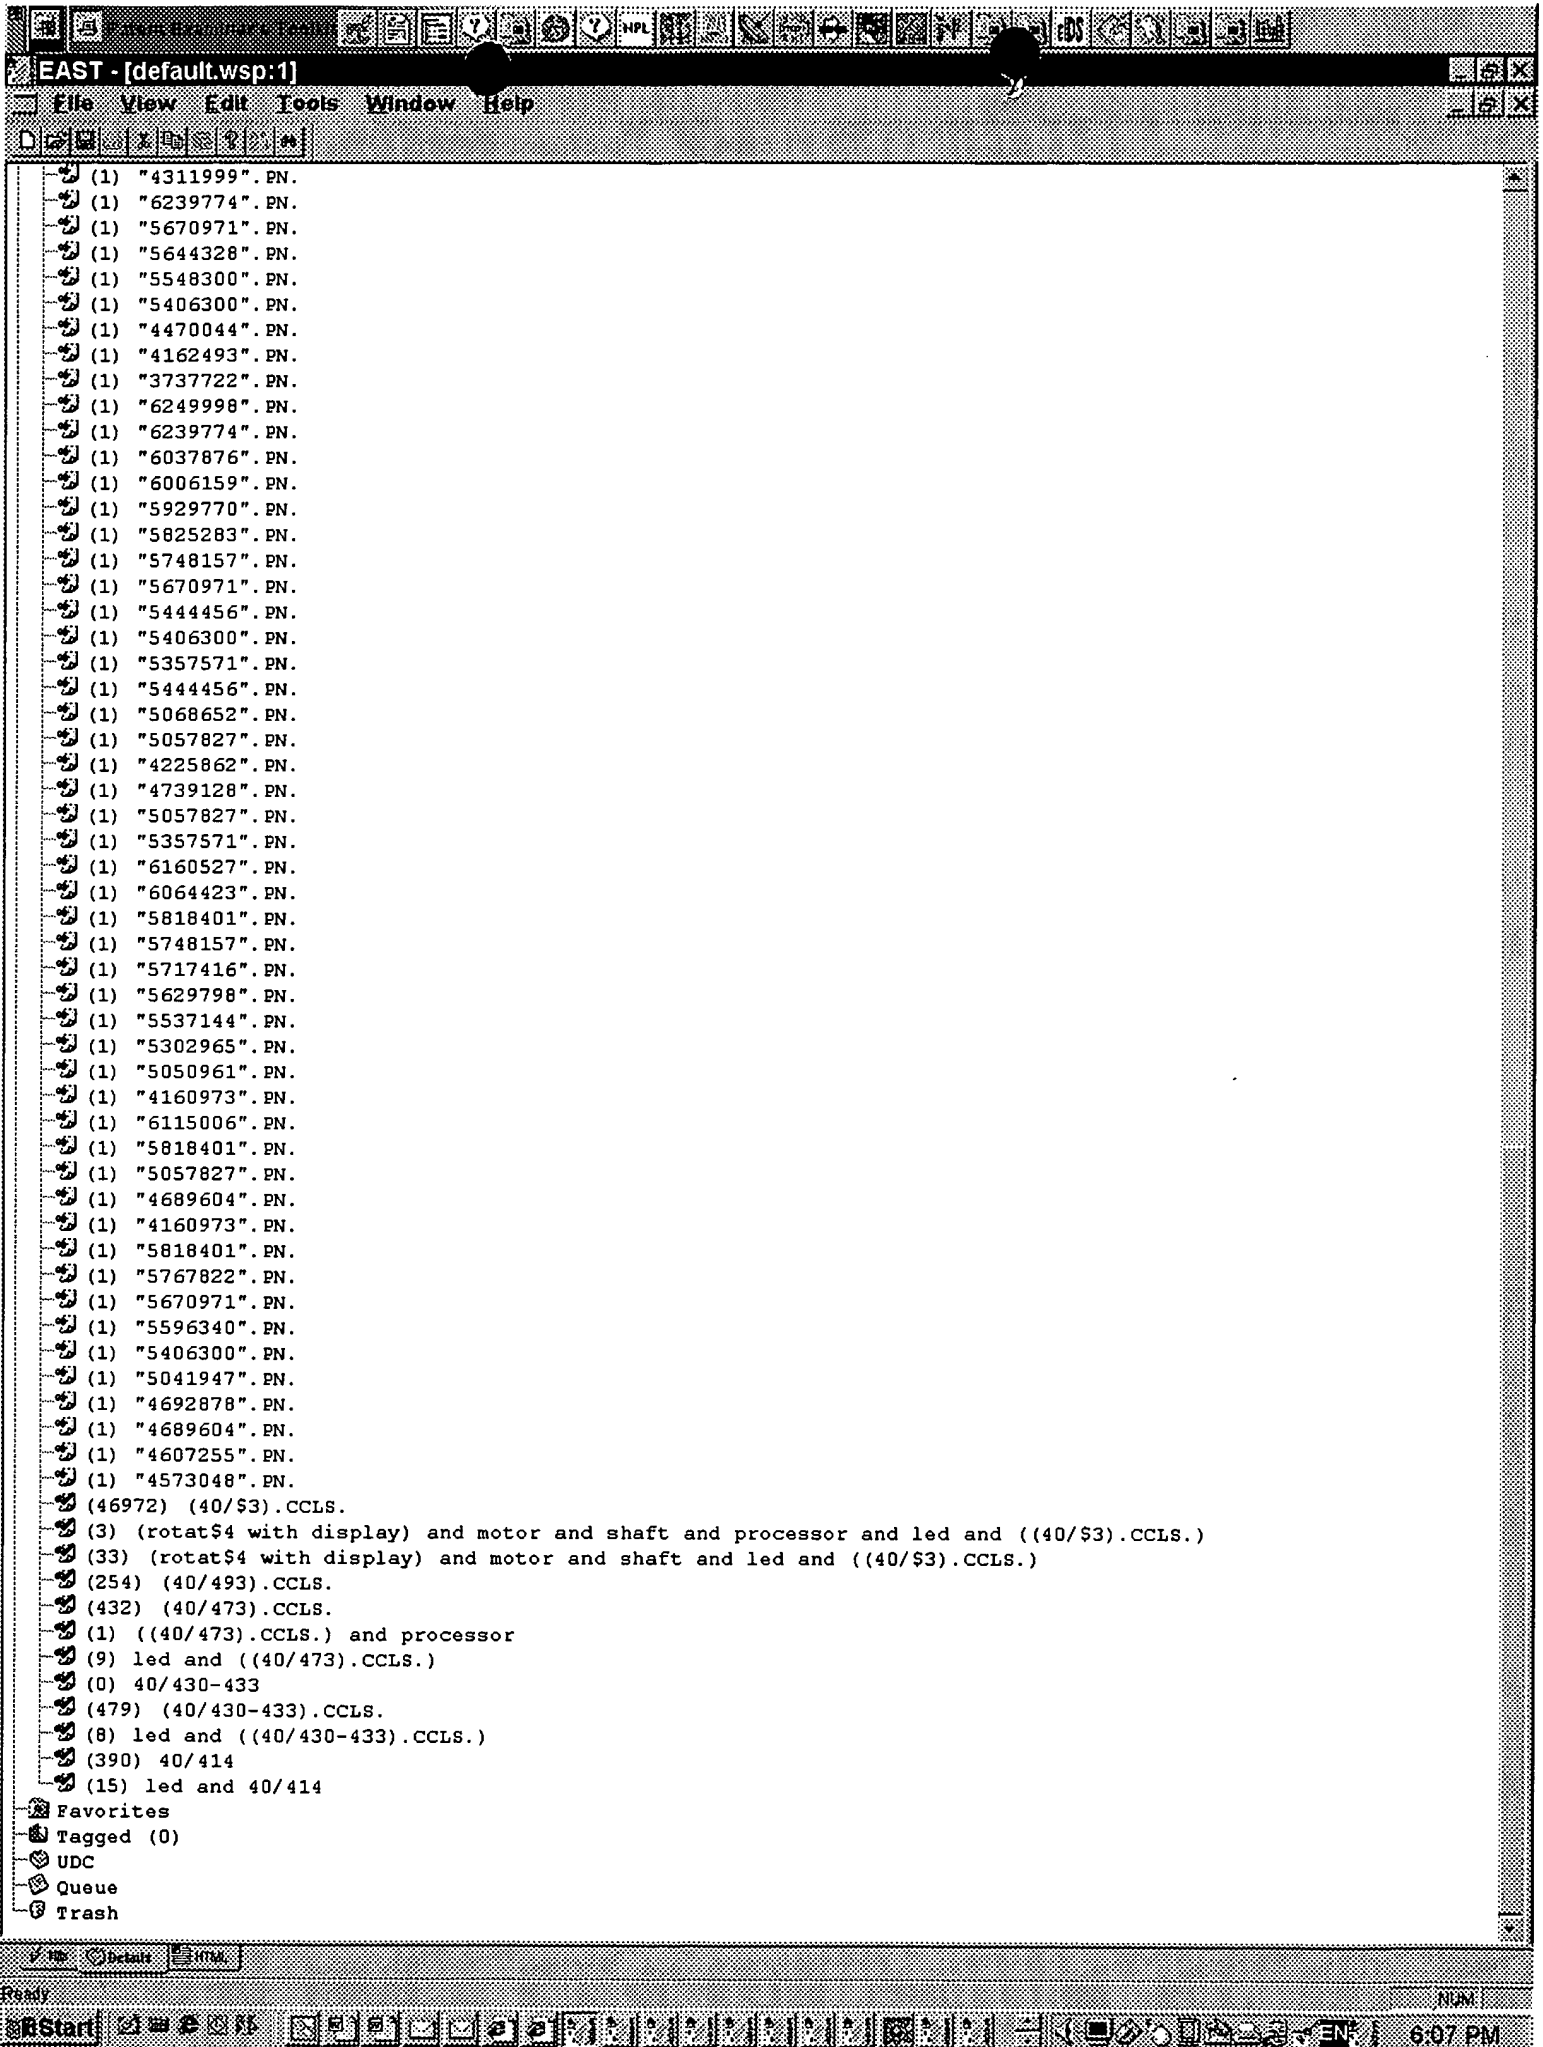 NPL
EAST - [default.wsp:1]
File View Edit Tools Window Help
(1) "4311999".PN.
(1) "6239774".PN.
(1) "5670971".PN.
(1) "5644328".PN.
(1) "5548300".PN.
(1) "5406300".PN.
(1) "4470044".PN.
(1) "4162493".PN.
(1) "3737722".PN.
(1) "6249998".PN.
(1) "6239774".PN.
(1) "6037876".PN.
(1) "6006159".PN.
(1) "5929770".PN.
(1) "5825283".PN.
(1) "5748157".PN.
(1) "5670971".PN.
(1) "5444456".PN.
(1) "5406300".PN.
(1) "5357571".PN.
(1) "5444456".PN.
(1) "5068652".PN.
(1) "5057827".PN.
(1) "4225862".PN.
(1) "4739128".PN.
(1) "5057827".PN.
(1) "5357571".PN.
(1) "6160527".PN.
(1) "6064423".PN.
(1) "5818401".PN.
(1) "5748157".PN.
(1) "5717416".PN.
(1) "5629798".PN.
(1) "5537144".PN.
(1) "5302965".PN.
(1) "5050961".PN.
(1) "4160973".PN.
(1) "6115006".PN.
(1) "5818401".PN.
(1) "5057827".PN.
(1) "4689604".PN.
(1) "4160973".PN.
(1) "5818401".PN.
(1) "5767822".PN.
(1) "5670971".PN.
(1) "5596340".PN.
(1) "5406300".PN.
(1) "5041947".PN.
(1) "4692878".PN.
(1) "4689604".PN.
(1) "4607255".PN.
(1) "4573048".PN.
(46972) (40/$3).CCLS.
(3) (rotat$4 with display) and motor and shaft and processor and led and ((40/$3).CCLS.)
(33) (rotat$4 with display) and motor and shaft and led and ((40/$3).CCLS.)
(254) (40/493).CCLS.
(432) (40/473).CCLS.
(1) ((40/473).CCLS.) and processor
(9) led and ((40/473).CCLS.)
(0) 40/430-433
(479) (40/430-433).CCLS.
(8) led and ((40/430-433).CCLS.)
(390) 40/414
(15) led and 40/414
Favorites
Tagged (0)
UDC
Queue
Trash
Details HTML
Ready NUM
Start EN 6:07 PM